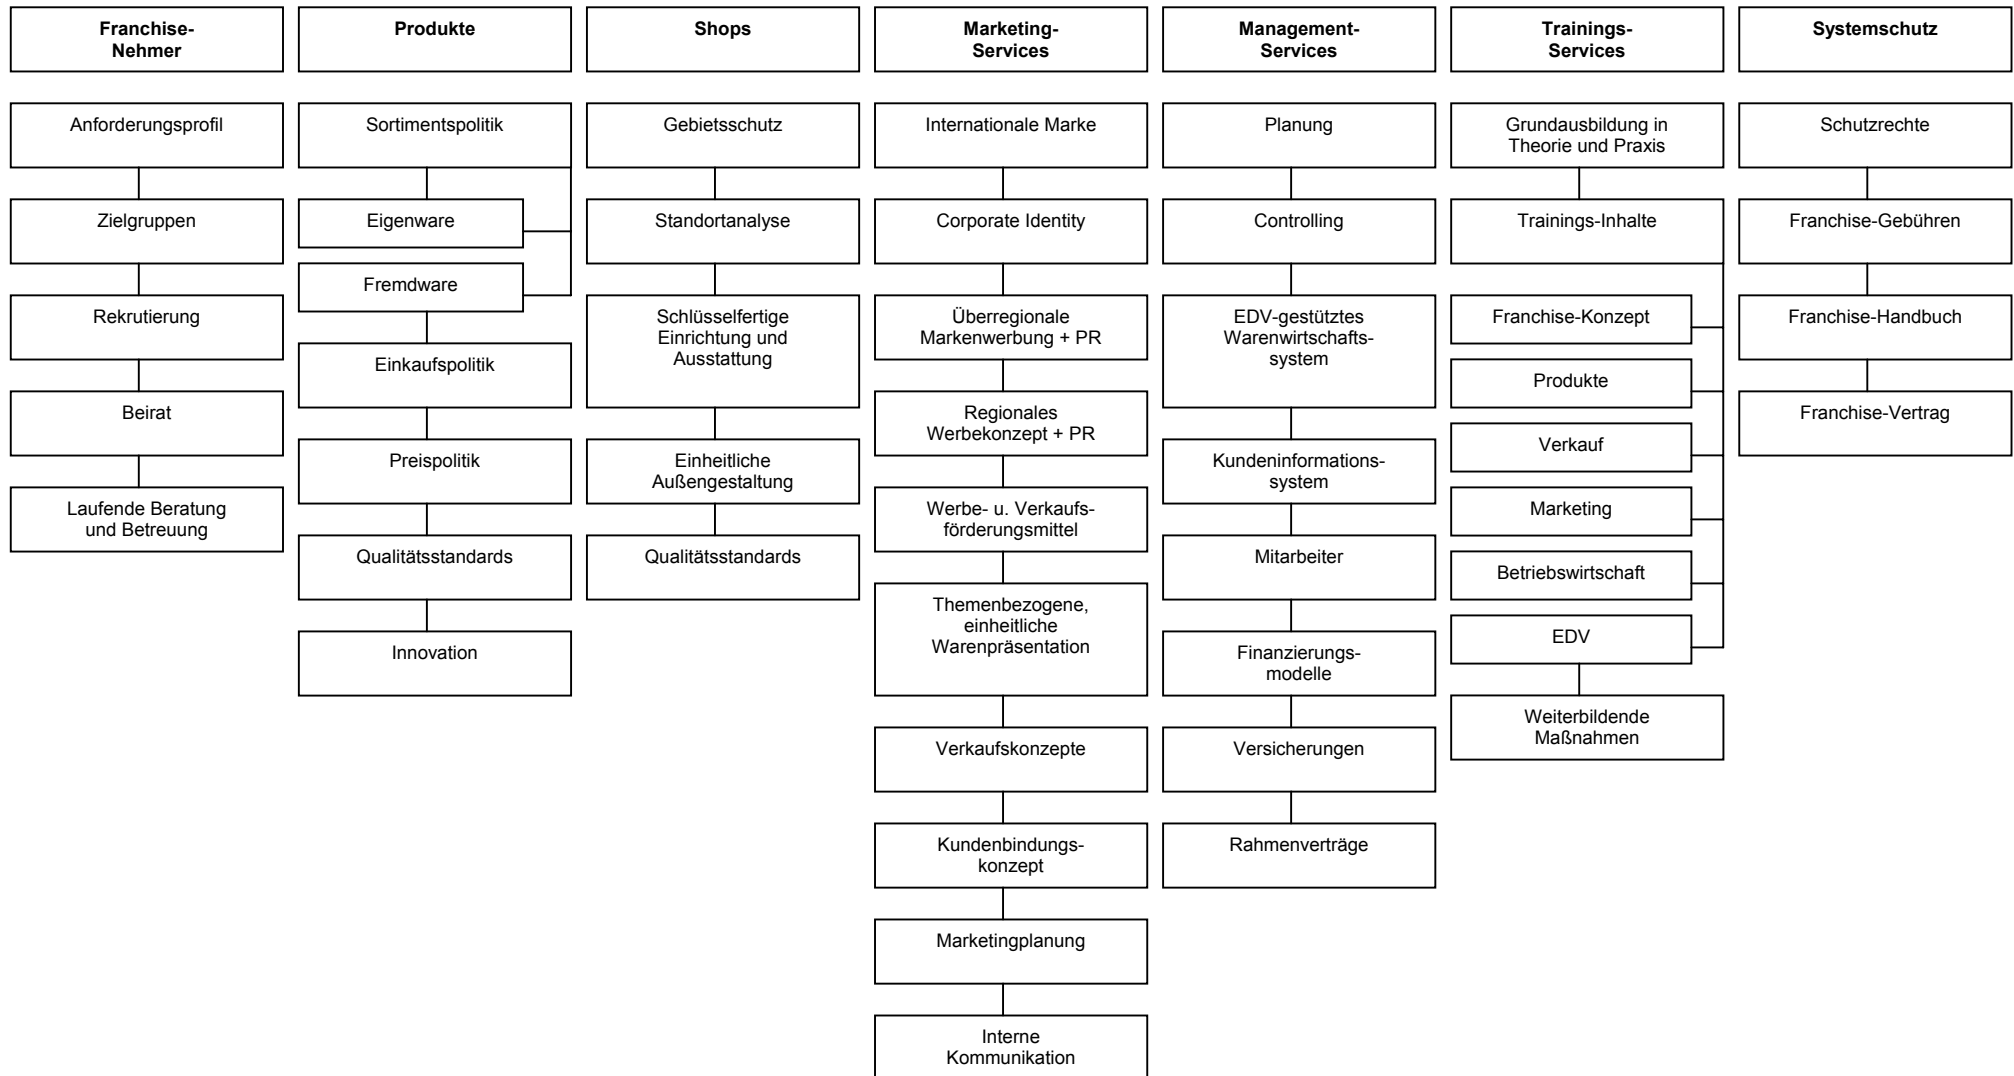 Franchise-
Nehmer
Anforderungsprofil
Zielgruppen
Rekrutierung
Beirat
Laufende Beratung
und Betreuung
Produkte
Sortimentspolitik
Eigenware
Fremdware
Einkaufspolitik
Preispolitik
Qualitätsstandards
Innovation
Shops
Gebietsschutz
Standortanalyse
Schlüsselfertige
Einrichtung und
Ausstattung
Einheitliche
Außengestaltung
Qualitätsstandards
Marketing-
Services
Internationale Marke
Corporate Identity
Überregionale
Markenwerbung + PR
Regionales
Werbekonzept + PR
Werbe- u. Verkaufs-
förderungsmittel
Themenbezogene,
einheitliche
Warenpräsentation
Verkaufskonzepte
Kundenbindungs-
konzept
Marketingplanung
Interne
Kommunikation
Management-
Services
Planung
Controlling
EDV-gestütztes
Warenwirtschafts-
system
Kundeninformations-
system
Mitarbeiter
Finanzierungs-
modelle
Versicherungen
Rahmenverträge
Trainings-
Services
Grundausbildung in
Theorie und Praxis
Trainings-Inhalte
Franchise-Konzept
Produkte
Verkauf
Marketing
Betriebswirtschaft
EDV
Weiterbildende
Maßnahmen
Systemschutz
Schutzrechte
Franchise-Gebühren
Franchise-Handbuch
Franchise-Vertrag